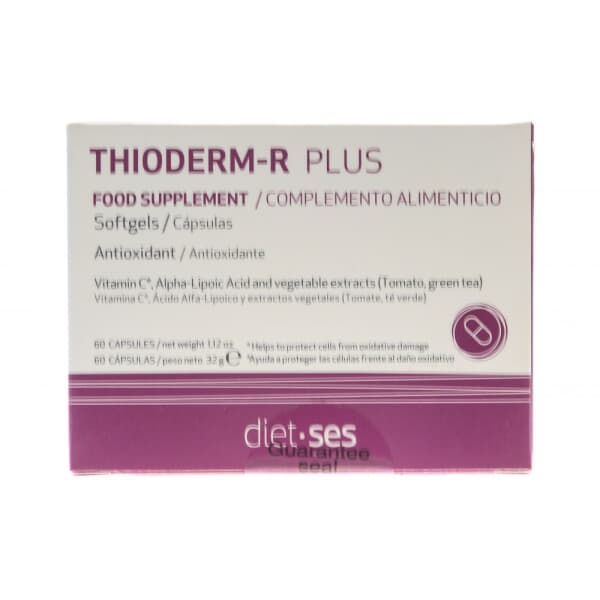 THIODERM-R PLUS
FOOD SUPPLEMENT / COMPLEMENTO ALIMENTICIO
Softgels / Cápsulas
Antioxidant / Antioxidante
Vitamin C*, Alpha-Lipoic Acid and vegetable extracts (Tomato, green tea)
Vitamina C*, Ácido Alfa-Lipoico y extractos vegetales (Tomate, té verde)
60 CAPSULES / net weight 1.12 oz
60 CÁPSULAS / peso neto 32 g ℮
*Helps to protect cells from oxidative damage
*Ayuda a proteger las células frente al daño oxidativo
diet·ses
Guarantee
seal